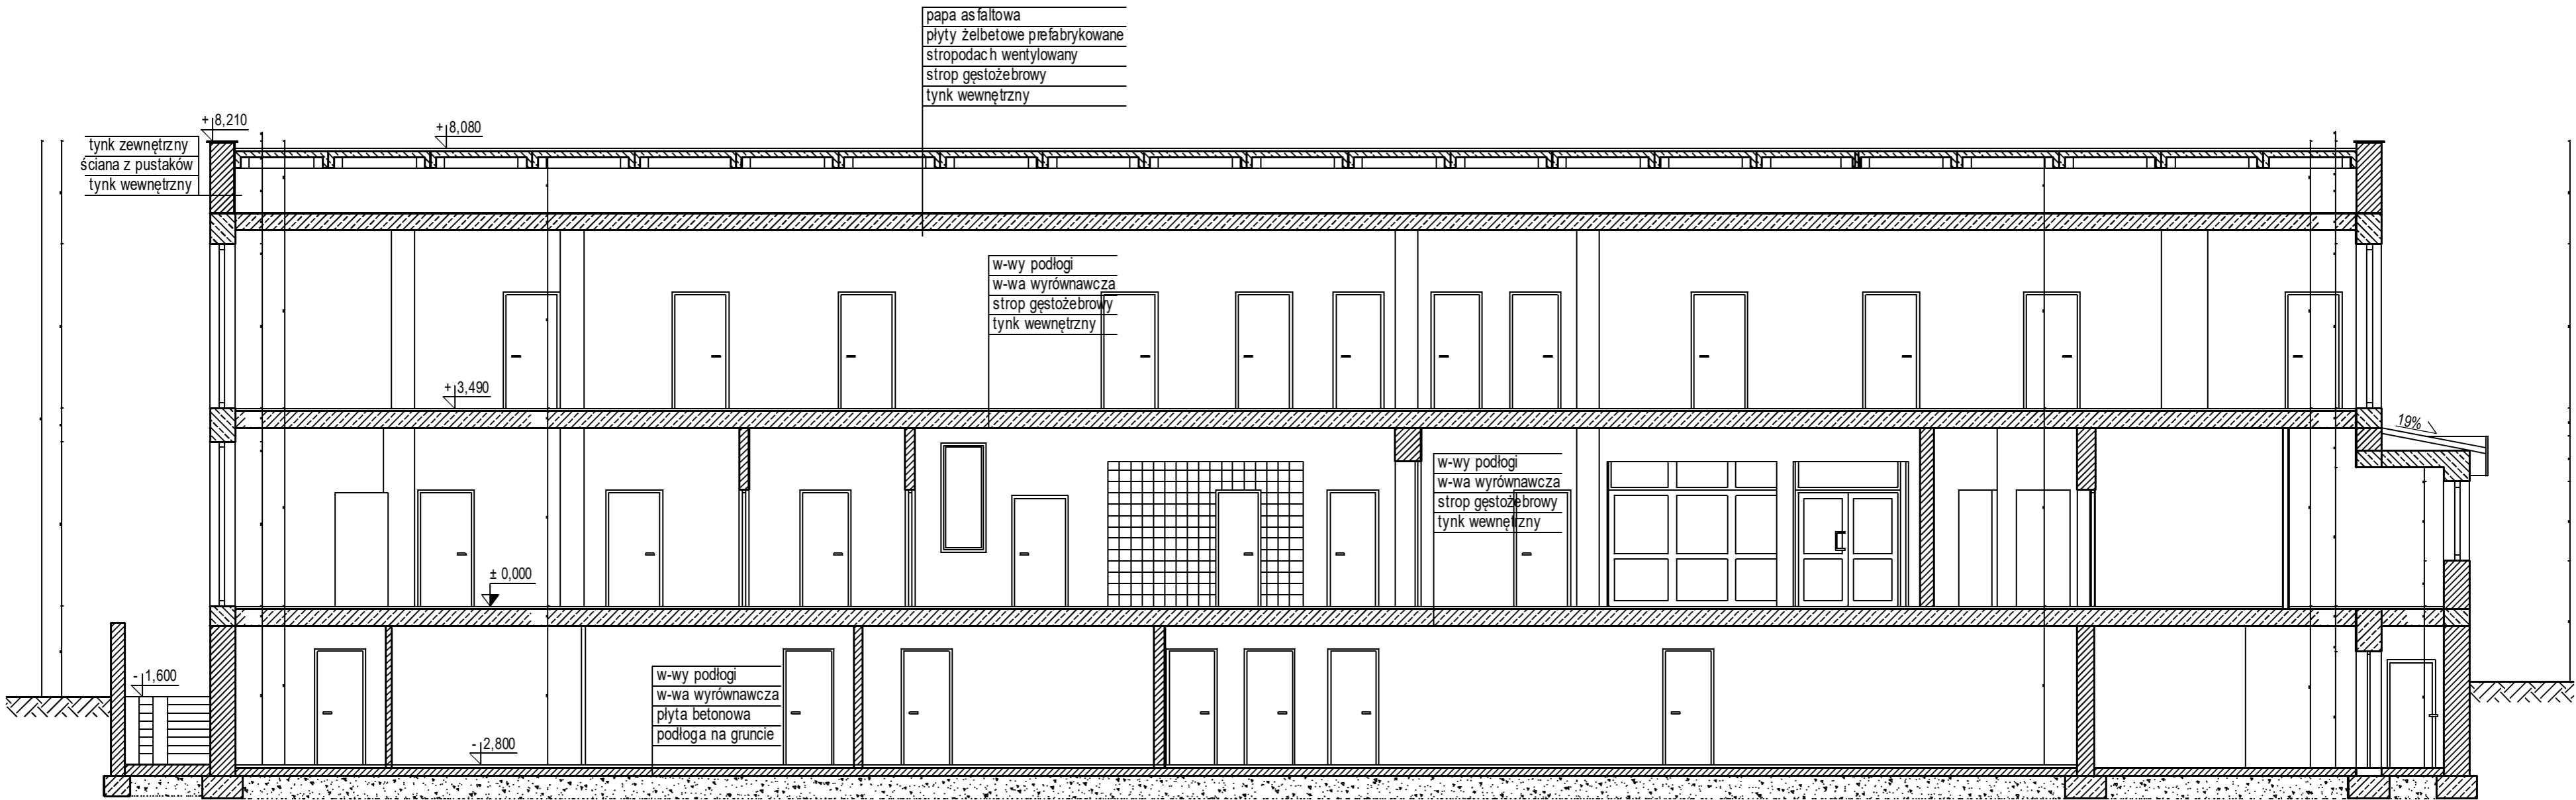 papa asfaltowa
płyty żelbetowe prefabrykowane
stropodach wentylowany
strop gęstożebrowy
tynk wewnętrzny
+8,210
+8,080
tynk zewnętrzny
ściana z pustaków
tynk wewnętrzny
w-wy podłogi
w-wa wyrównawcza
strop gęstożebrowy
tynk wewnętrzny
+3,490
19%
w-wy podłogi
w-wa wyrównawcza
strop gęstożebrowy
tynk wewnętrzny
± 0,000
- 1,600
w-wy podłogi
w-wa wyrównawcza
płyta betonowa
podłoga na gruncie
- 2,800